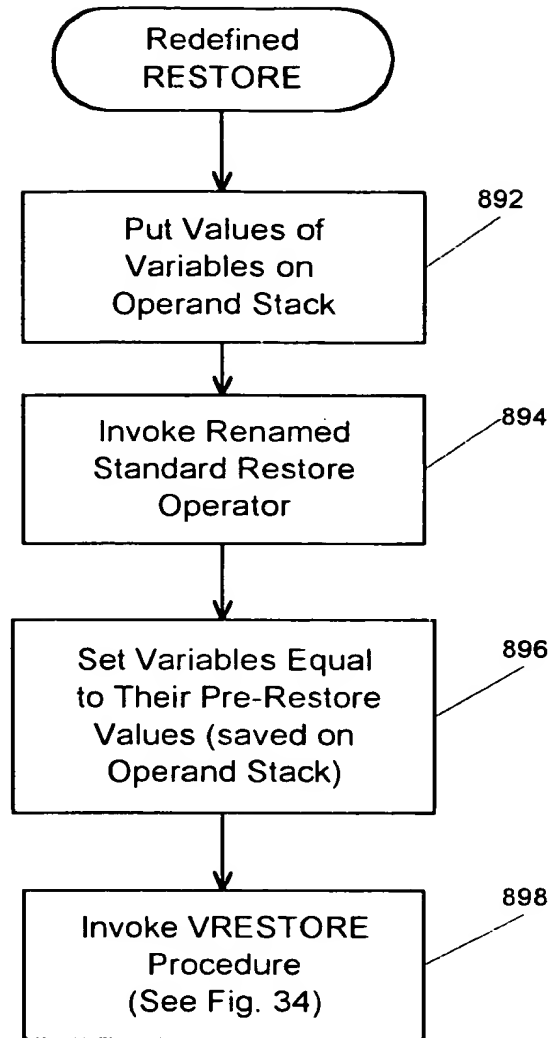 Redefined
RESTORE
892
Put Values of
Variables on
Operand Stack
894
Invoke Renamed
Standard Restore
Operator
896
Set Variables Equal
to Their Pre-Restore
Values (saved on
Operand Stack)
898
Invoke VRESTORE
Procedure
(See Fig. 34)